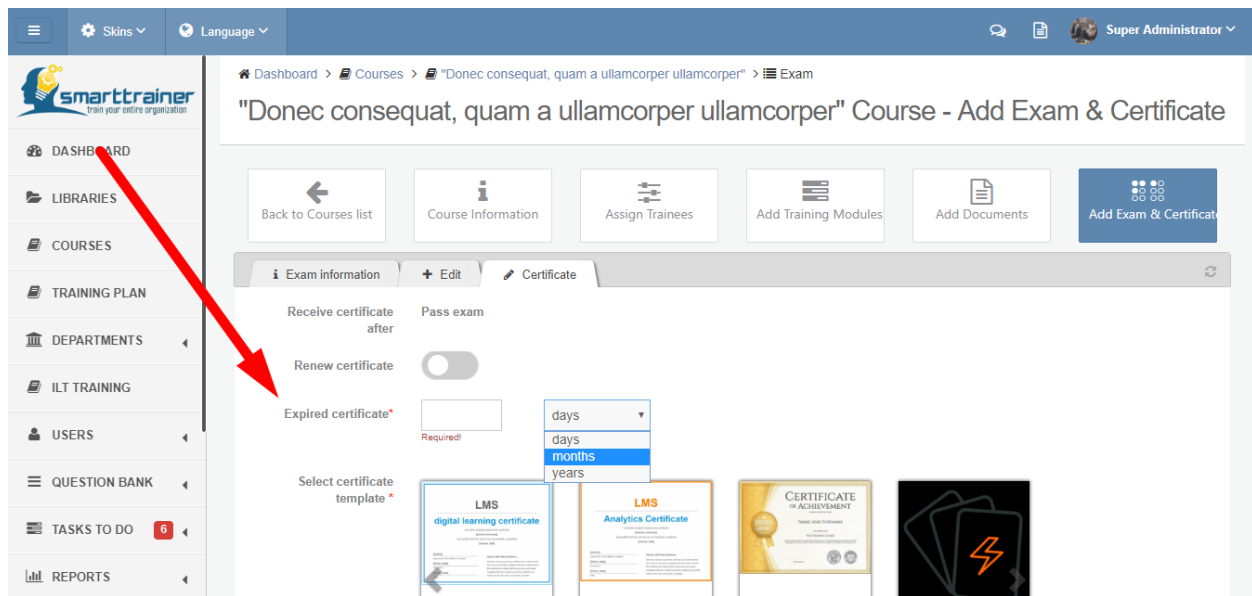 Skins
Language
Super Administrator
smarttrainer
train your entire organization
DASHBOARD
LIBRARIES
COURSES
TRAINING PLAN
DEPARTMENTS
ILT TRAINING
USERS
QUESTION BANK
TASKS TO DO 6
REPORTS
Dashboard > Courses > "Donec consequat, quam a ullamcorper ullamcorper" > Exam
"Donec consequat, quam a ullamcorper ullamcorper" Course - Add Exam & Certificate
Back to Courses list
Course Information
Assign Trainees
Add Training Modules
Add Documents
Add Exam & Certificat
Exam information
Edit
Certificate
Receive certificate
after
Pass exam
Renew certificate
Expired certificate*
Required!
days
days
months
years
Select certificate
template *
LMS
digital learning certificate
LMS
Analytics Certificate
CERTIFICATE
OF ACHIEVEMENT
NAME AND SURNAME